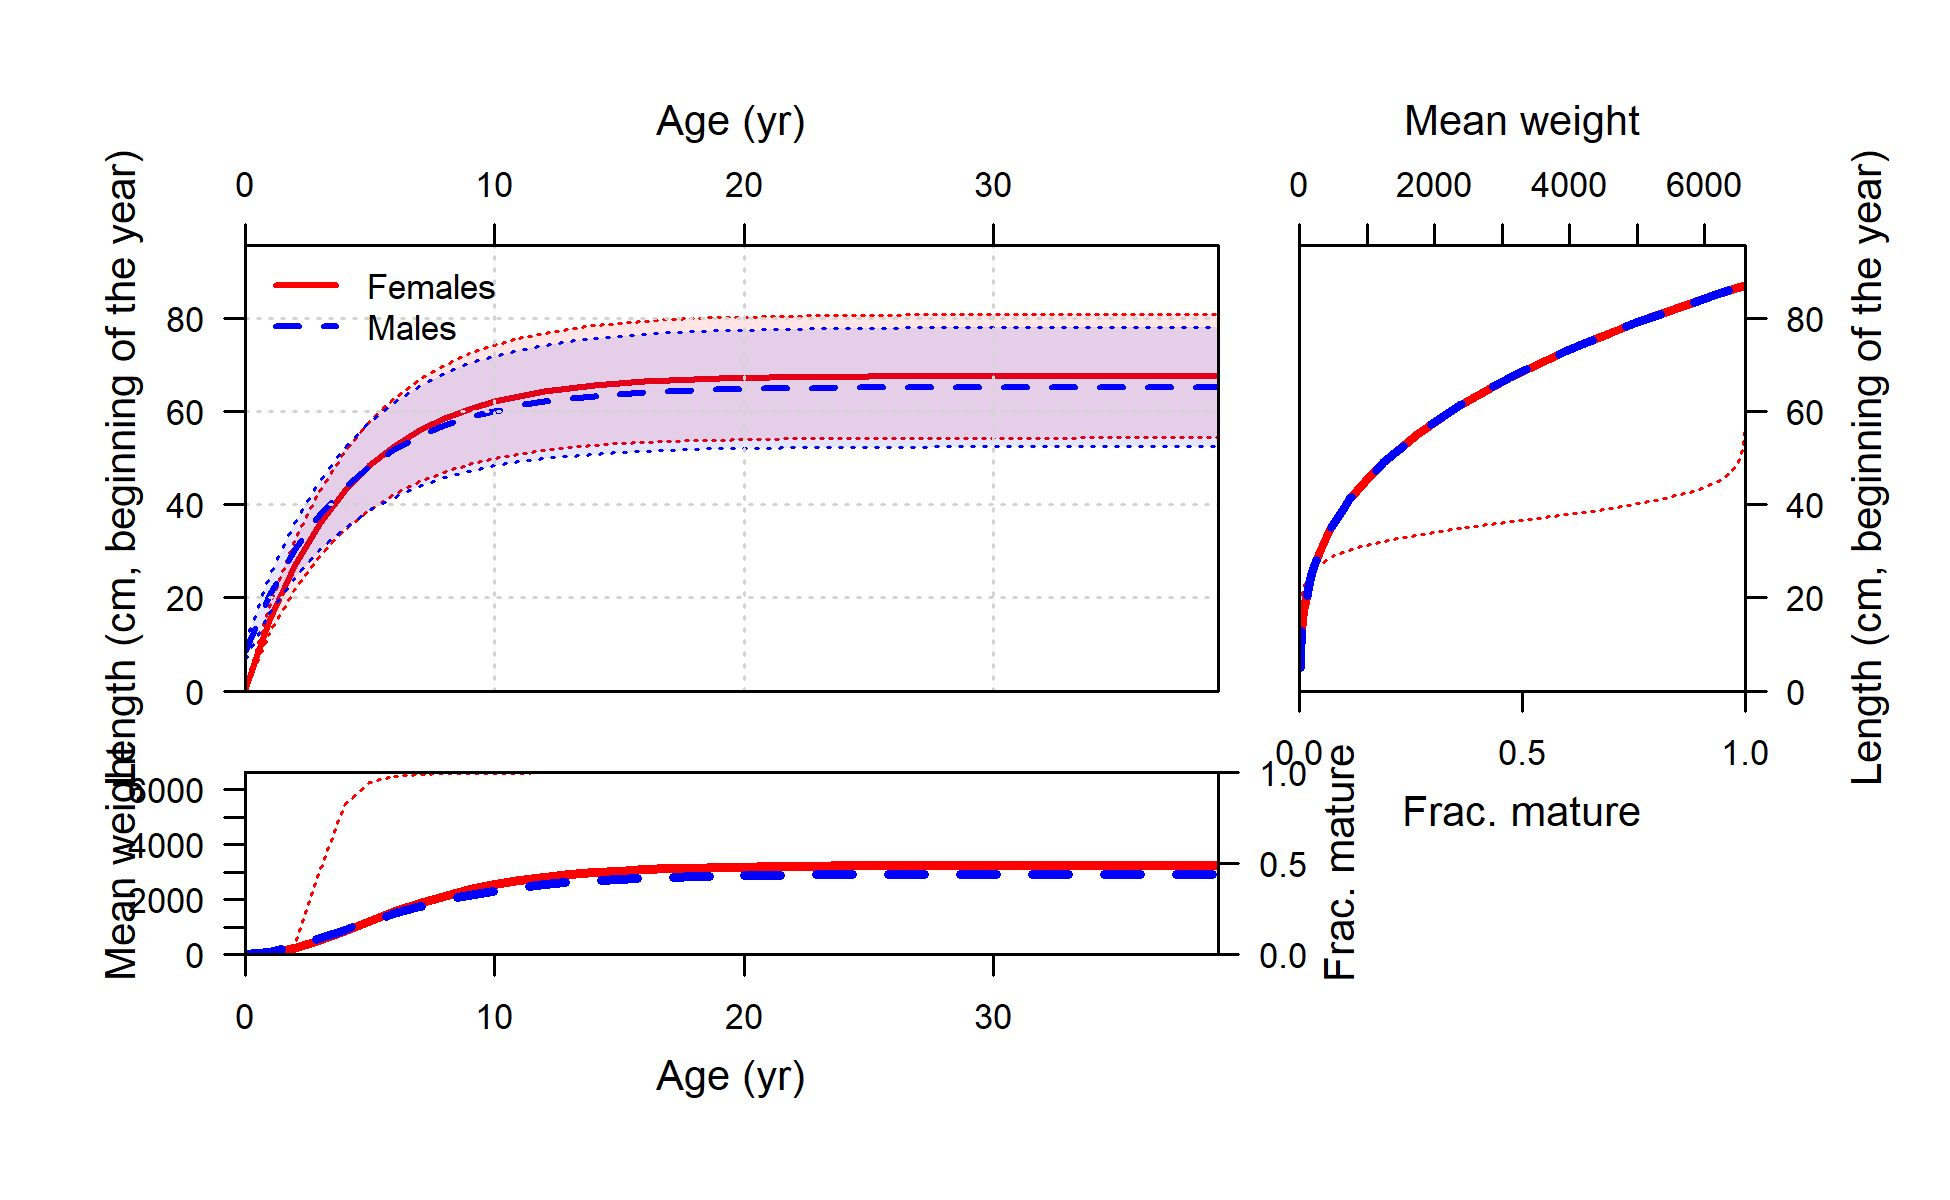 Age (yr)
0 10 20 30
Length (cm, beginning of the year)
80
60
40
20
0
Females
Males
Mean weight
0 2000 4000 6000
Length (cm, beginning of the year)
80
60
40
20
0
0.0 0.5 1.0
Frac. mature
Mean weight
6000
4000
2000
0
1.0
0.5
0.0
Frac. mature
0 10 20 30
Age (yr)